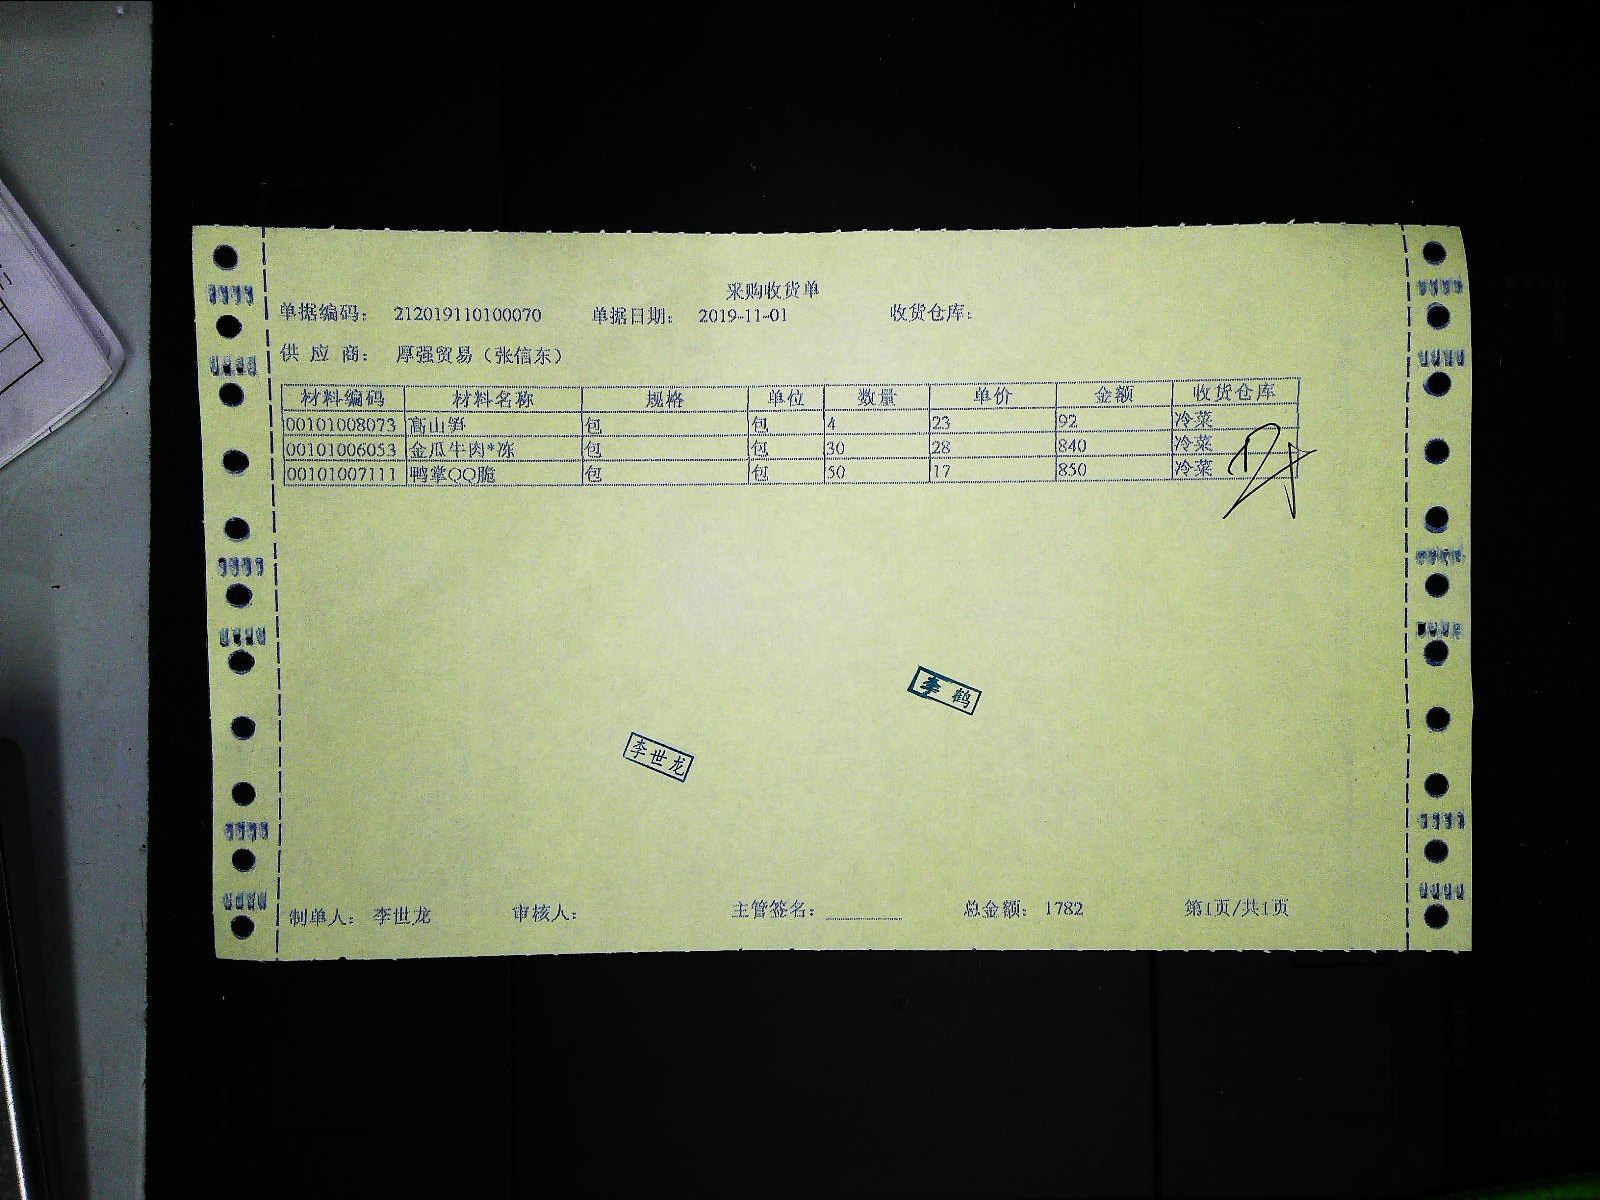 采购收货单
单据编码: 212019110100070 单据日期: 2019-11-01 收货仓库:
供 应 商: 厚强贸易（张信东）
材料编码 材料名称 规格 单位 数量 单价 金额 收货仓库
00101008073 高山笋 包 包 4 23 92 冷菜
00101006053 金瓜牛肉*冻 包 包 30 28 840 冷菜
00101007111 鸭掌QQ脆 包 包 50 17 850 冷菜
李 鹤
李世龙
制单人: 李世龙 审核人: 主管签名: 总金额: 1782 第1页/共1页